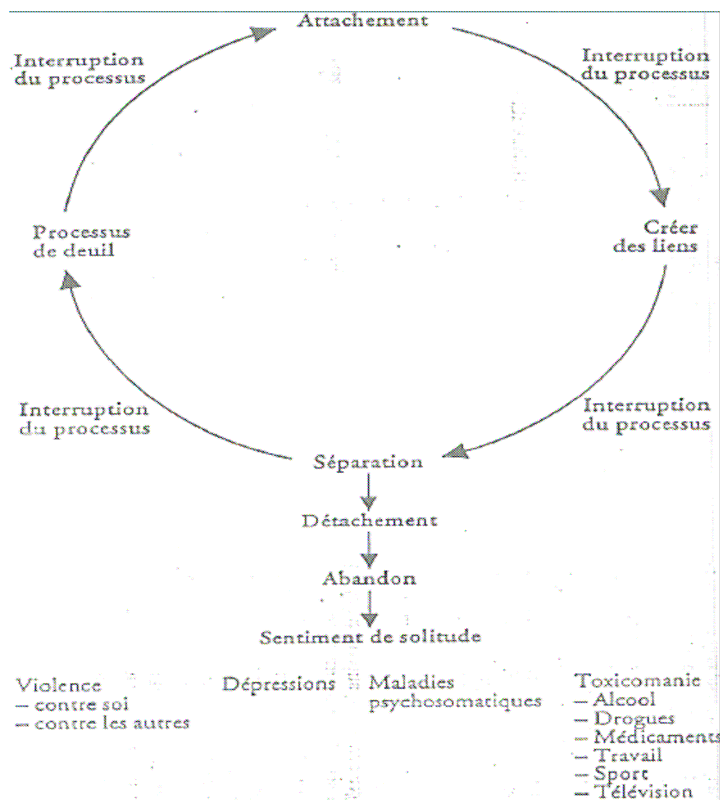 Attachement
Interruption
du processus
Interruption
du processus
Processus
de deuil
Créer
des liens
Interruption
du processus
Interruption
du processus
Séparation
Détachement
Abandon
Sentiment de solitude
Violence
– contre soi
– contre les autres
Dépressions
Maladies
psychosomatiques
Toxicomanie
– Alcool
– Drogues
– Médicaments
– Travail
– Sport
– Télévision